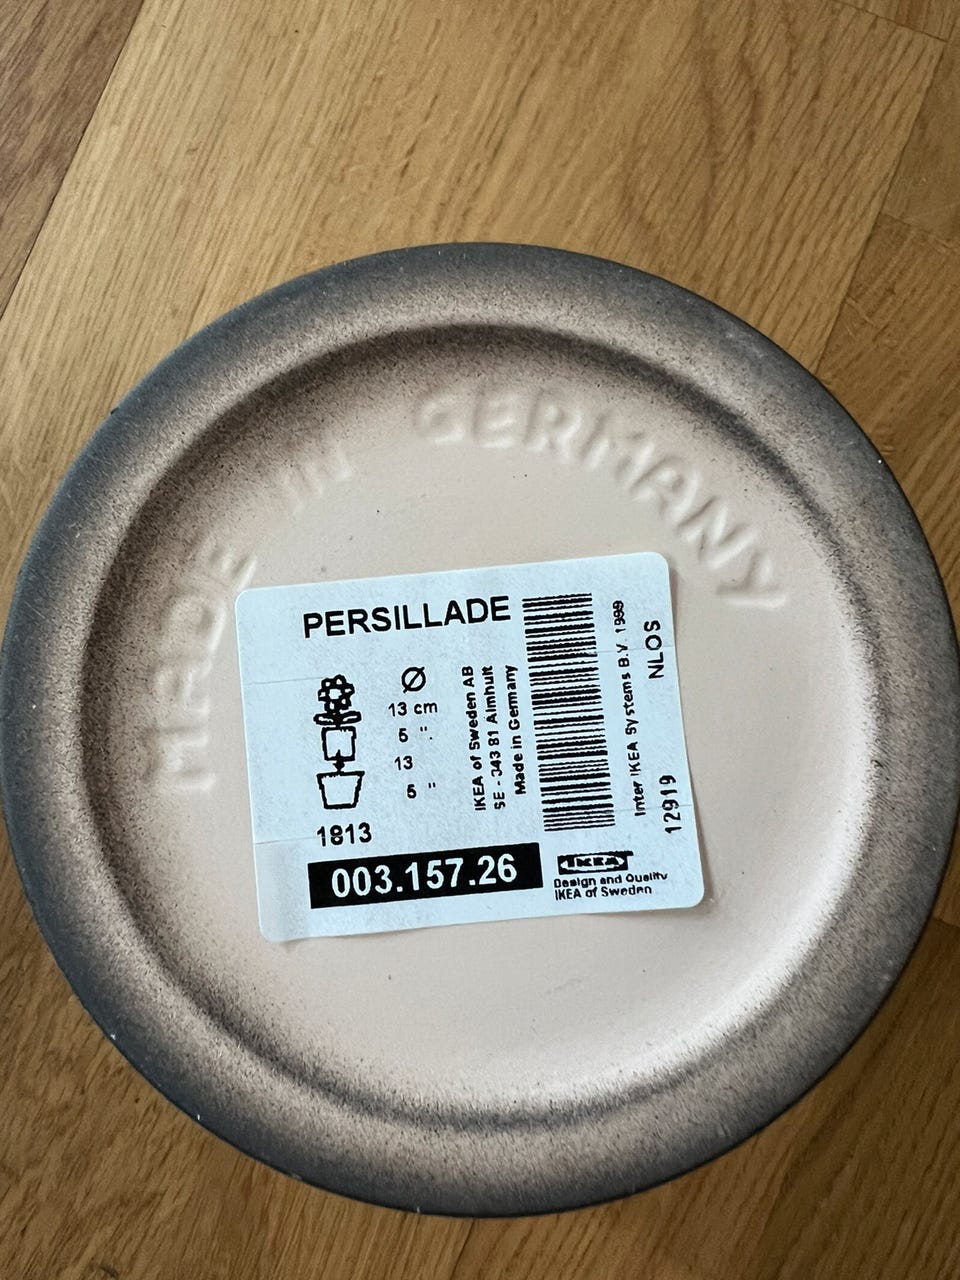 MADE IN GERMANY
PERSILLADE
Ø
13 cm
5 "
13
5 "
1813
003.157.26
IKEA of Sweden AB
SE - 343 81 Älmhult
Made in Germany
Inter IKEA Systems B.V. 1999
NLOS
12919
IKEA
Design and Quality
IKEA of Sweden